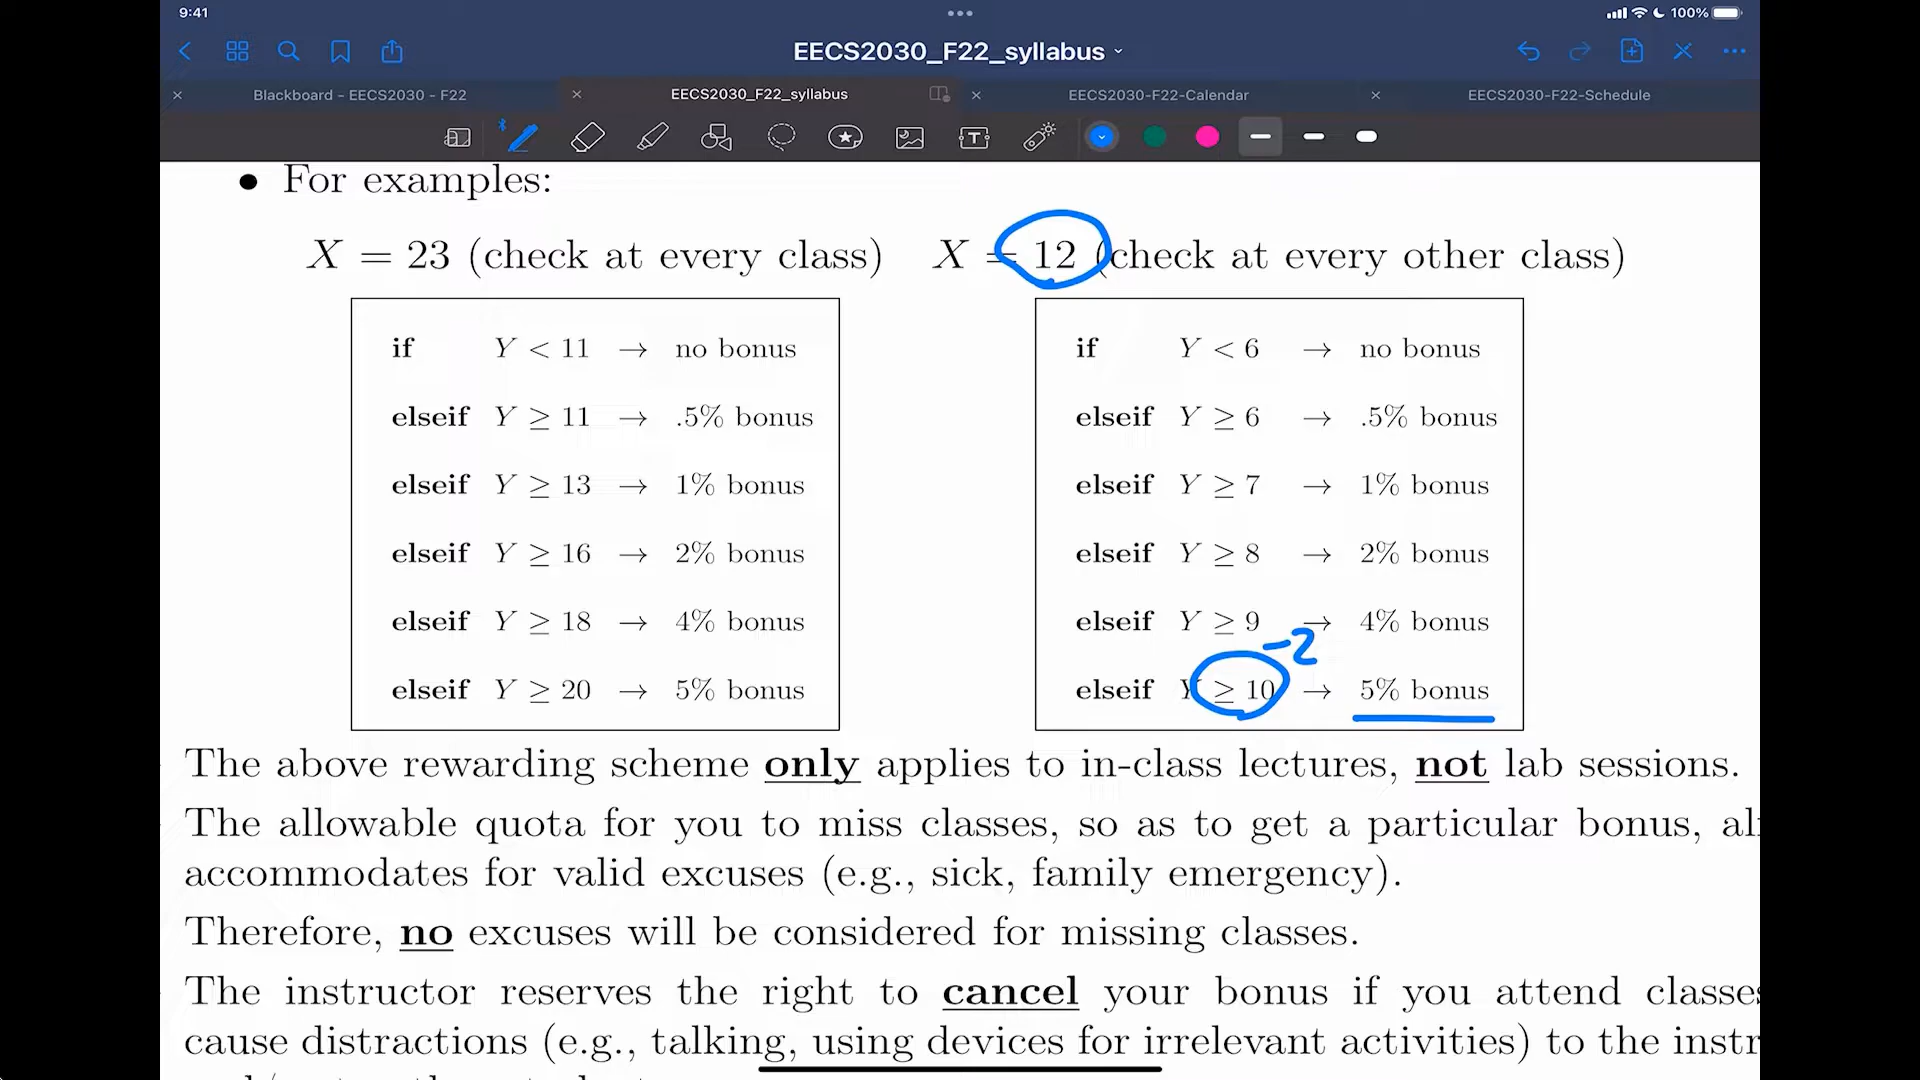 9:41
100%
EECS2030_F22_syllabus
Blackboard - EECS2030 - F22
EECS2030_F22_syllabus
EECS2030-F22-Calendar
EECS2030-F22-Schedule
• For examples:
X = 23 (check at every class)
if Y < 11 → no bonus
elseif Y ≥ 11 → .5% bonus
elseif Y ≥ 13 → 1% bonus
elseif Y ≥ 16 → 2% bonus
elseif Y ≥ 18 → 4% bonus
elseif Y ≥ 20 → 5% bonus
X = 12 (check at every other class)
if Y < 6 → no bonus
elseif Y ≥ 6 → .5% bonus
elseif Y ≥ 7 → 1% bonus
elseif Y ≥ 8 → 2% bonus
elseif Y ≥ 9 → 4% bonus
-2
elseif Y ≥ 10 → 5% bonus
The above rewarding scheme only applies to in-class lectures, not lab sessions.
The allowable quota for you to miss classes, so as to get a particular bonus,
accommodates for valid excuses (e.g., sick, family emergency).
Therefore, no excuses will be considered for missing classes.
The instructor reserves the right to cancel your bonus if you attend classes
cause distractions (e.g., talking, using devices for irrelevant activities) to the